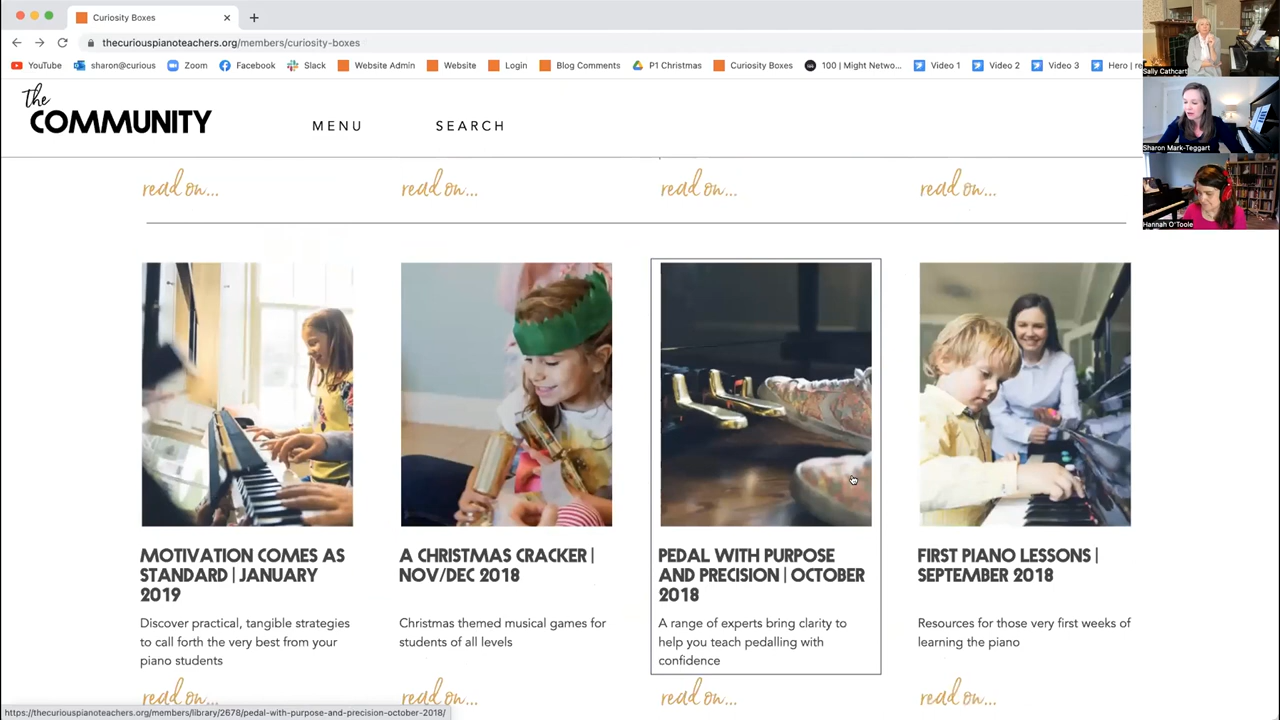 Curiosity Boxes
thecuriouspianoteachers.org/members/curiosity-boxes
YouTube sharon@curious Zoom Facebook Slack Website Admin Website Login Blog Comments P1 Christmas Curiosity Boxes 100 | Might Netwo... Video 1 Video 2 Video 3 Hero | re
Sally Cathcart
Sharon Mark-Teggart
Hannah O'Toole
the
COMMUNITY
MENU SEARCH
read on... read on... read on... read on...
MOTIVATION COMES AS
STANDARD | JANUARY
2019
Discover practical, tangible strategies
to call forth the very best from your
piano students
read on...
A CHRISTMAS CRACKER |
NOV/DEC 2018
Christmas themed musical games for
students of all levels
read on...
PEDAL WITH PURPOSE
AND PRECISION | OCTOBER
2018
A range of experts bring clarity to
help you teach pedalling with
confidence
read on...
FIRST PIANO LESSONS |
SEPTEMBER 2018
Resources for those very first weeks of
learning the piano
read on...
https://thecuriouspianoteachers.org/members/library/2678/pedal-with-purpose-and-precision-october-2018/